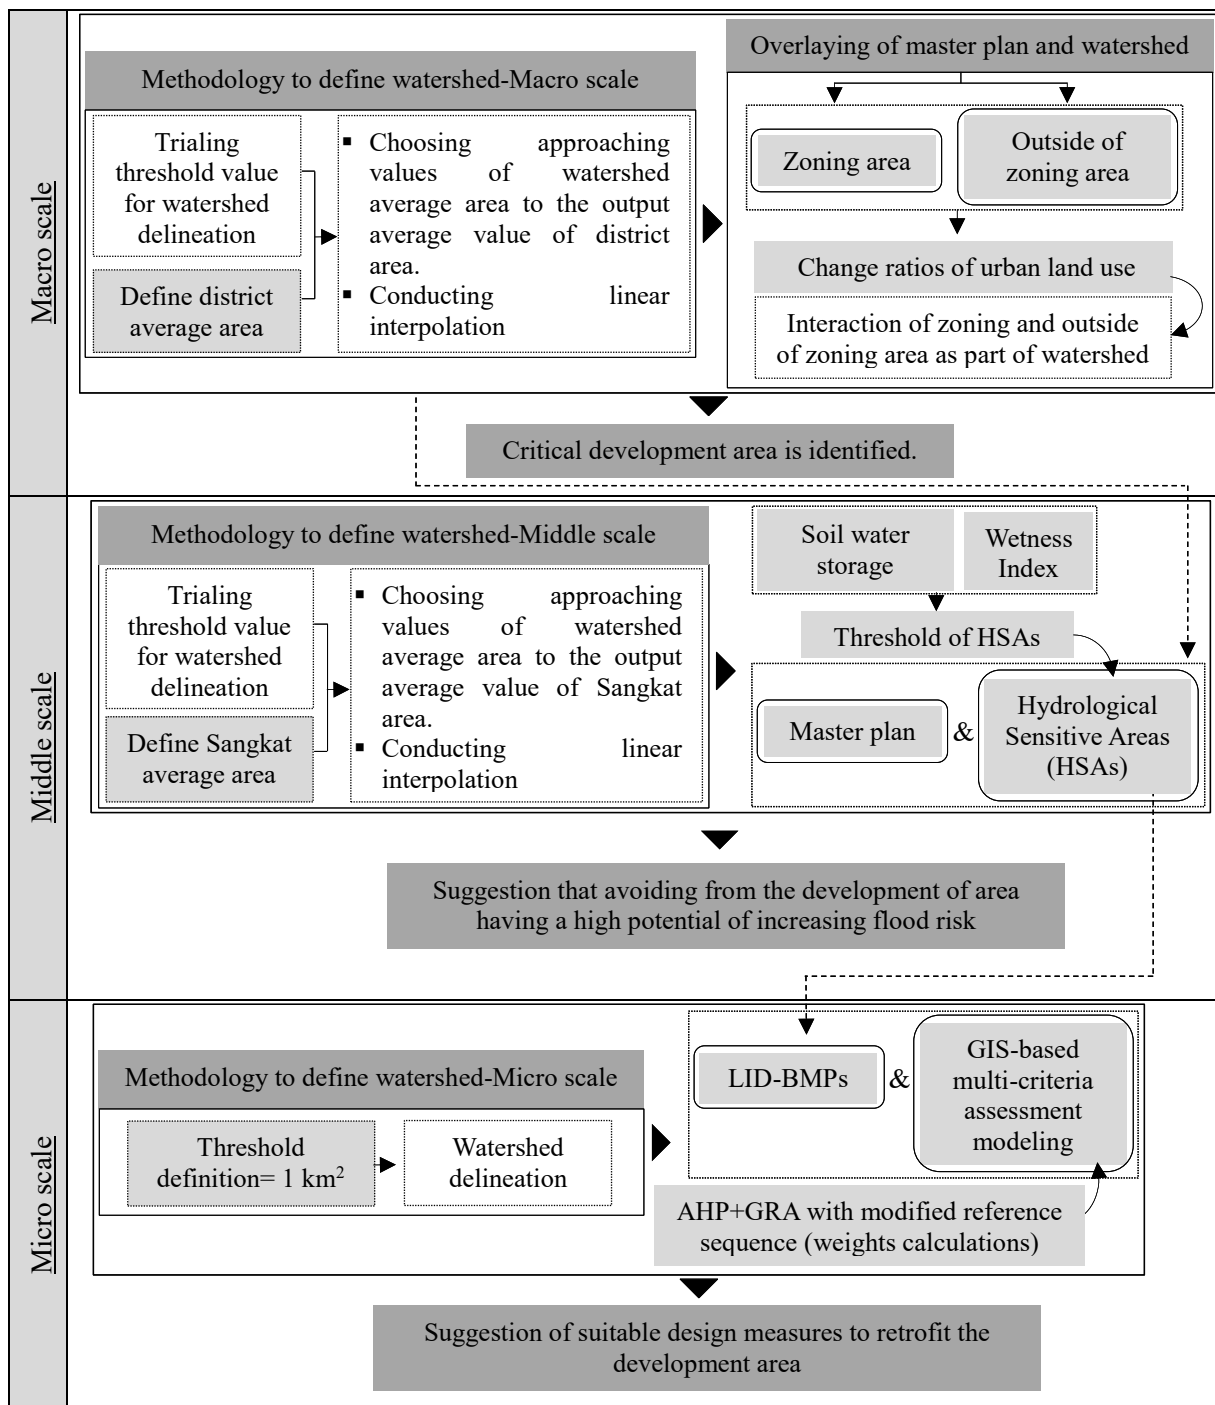 Macro scale
Methodology to define watershed-Macro scale
Trialing
threshold value
for watershed
delineation
Define district
average area
▪ Choosing approaching
values of watershed
average area to the output
average value of district
area.
▪ Conducting linear
interpolation
Overlaying of master plan and watershed
Zoning area
Outside of
zoning area
Change ratios of urban land use
Interaction of zoning and outside
of zoning area as part of watershed
Critical development area is identified.
Middle scale
Methodology to define watershed-Middle scale
Trialing
threshold value
for watershed
delineation
Define Sangkat
average area
▪ Choosing approaching
values of watershed
average area to the output
average value of Sangkat
area.
▪ Conducting linear
interpolation
Soil water
storage
Wetness
Index
Threshold of HSAs
Master plan
&
Hydrological
Sensitive Areas
(HSAs)
Suggestion that avoiding from the development of area
having a high potential of increasing flood risk
Micro scale
Methodology to define watershed-Micro scale
Threshold
definition= 1 km²
Watershed
delineation
LID-BMPs
&
GIS-based
multi-criteria
assessment
modeling
AHP+GRA with modified reference
sequence (weights calculations)
Suggestion of suitable design measures to retrofit the
development area